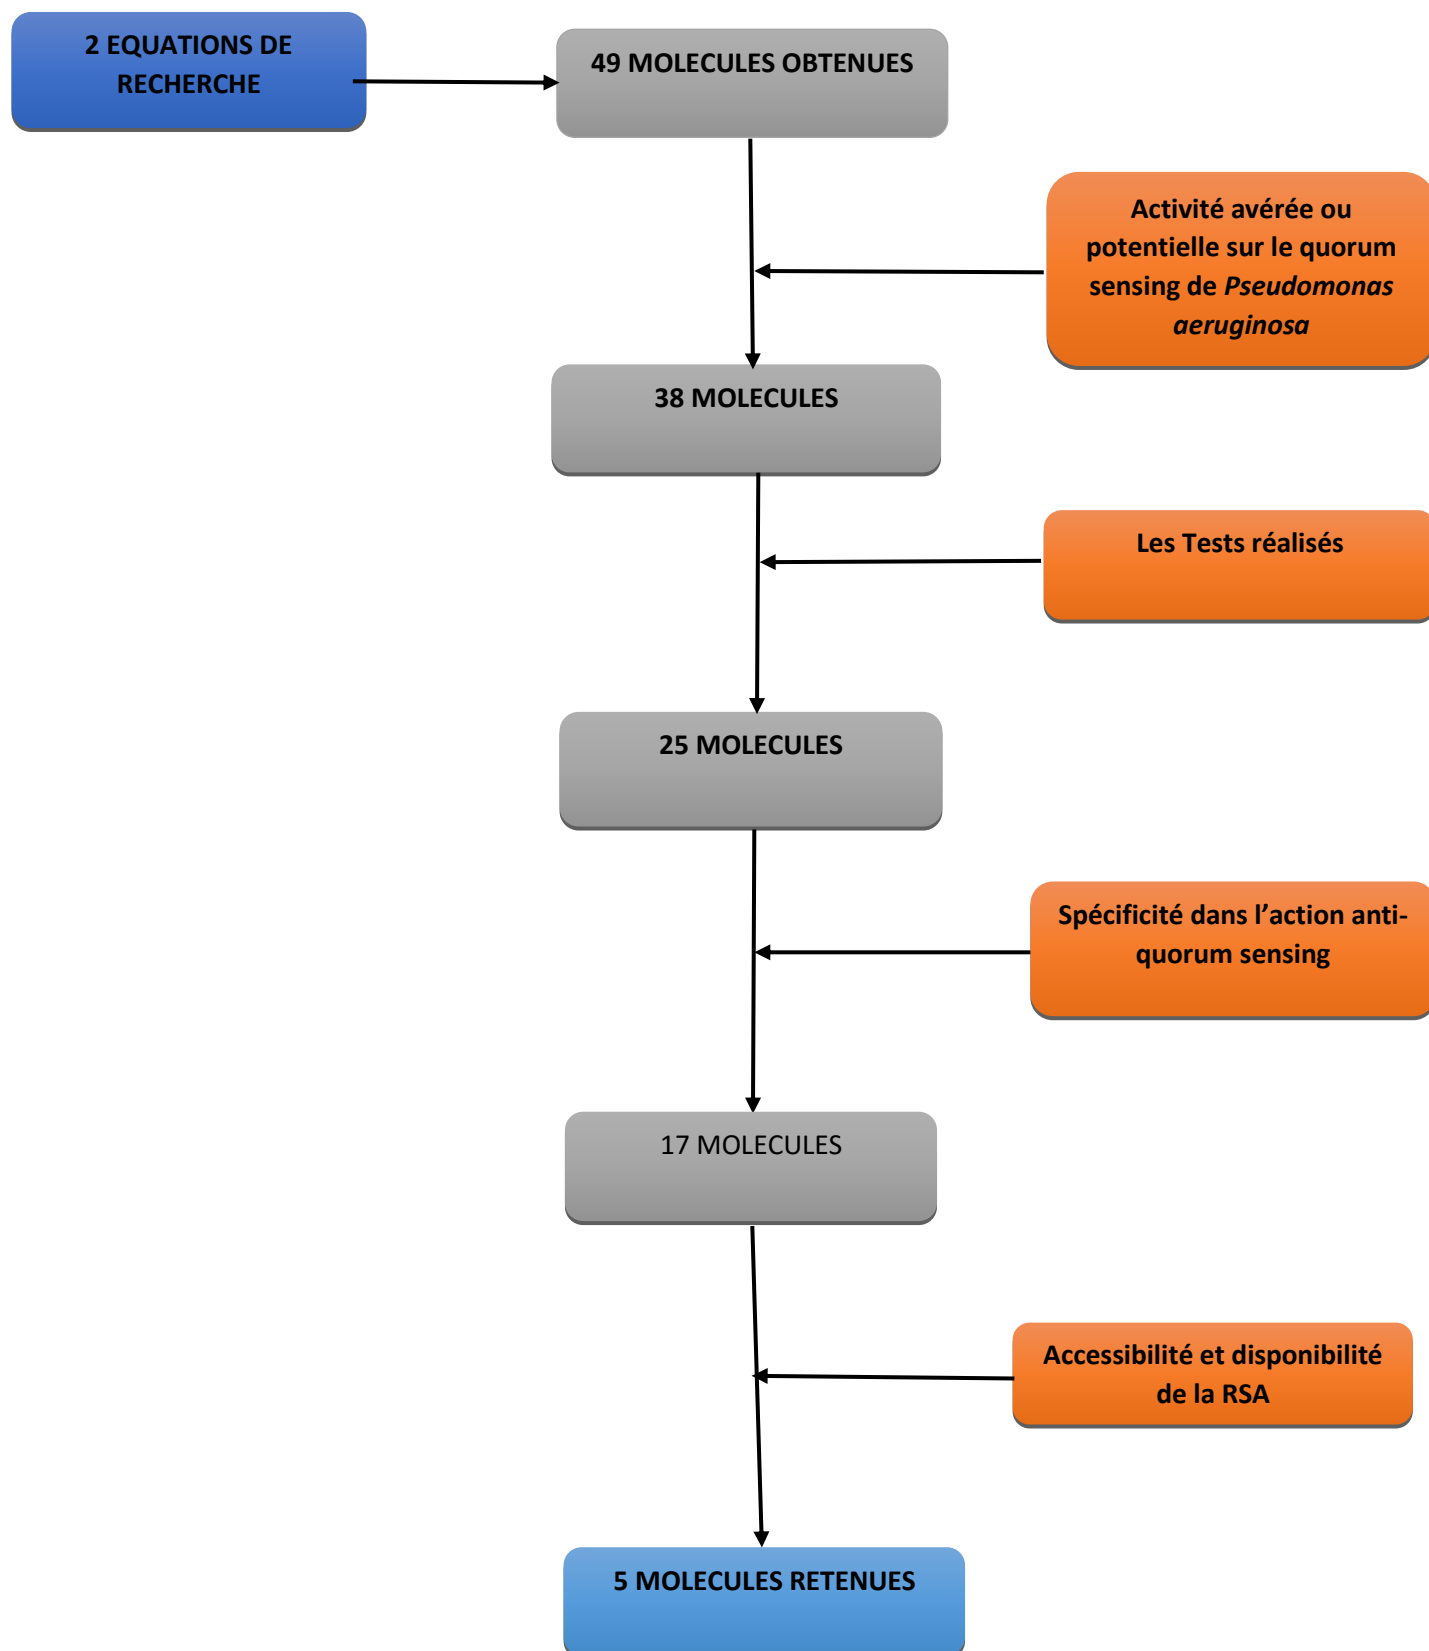 2 EQUATIONS DE
RECHERCHE
49 MOLECULES OBTENUES
Activité avérée ou
potentielle sur le quorum
sensing de Pseudomonas
aeruginosa
38 MOLECULES
Les Tests réalisés
25 MOLECULES
Spécificité dans l’action anti-
quorum sensing
17 MOLECULES
Accessibilité et disponibilité
de la RSA
5 MOLECULES RETENUES